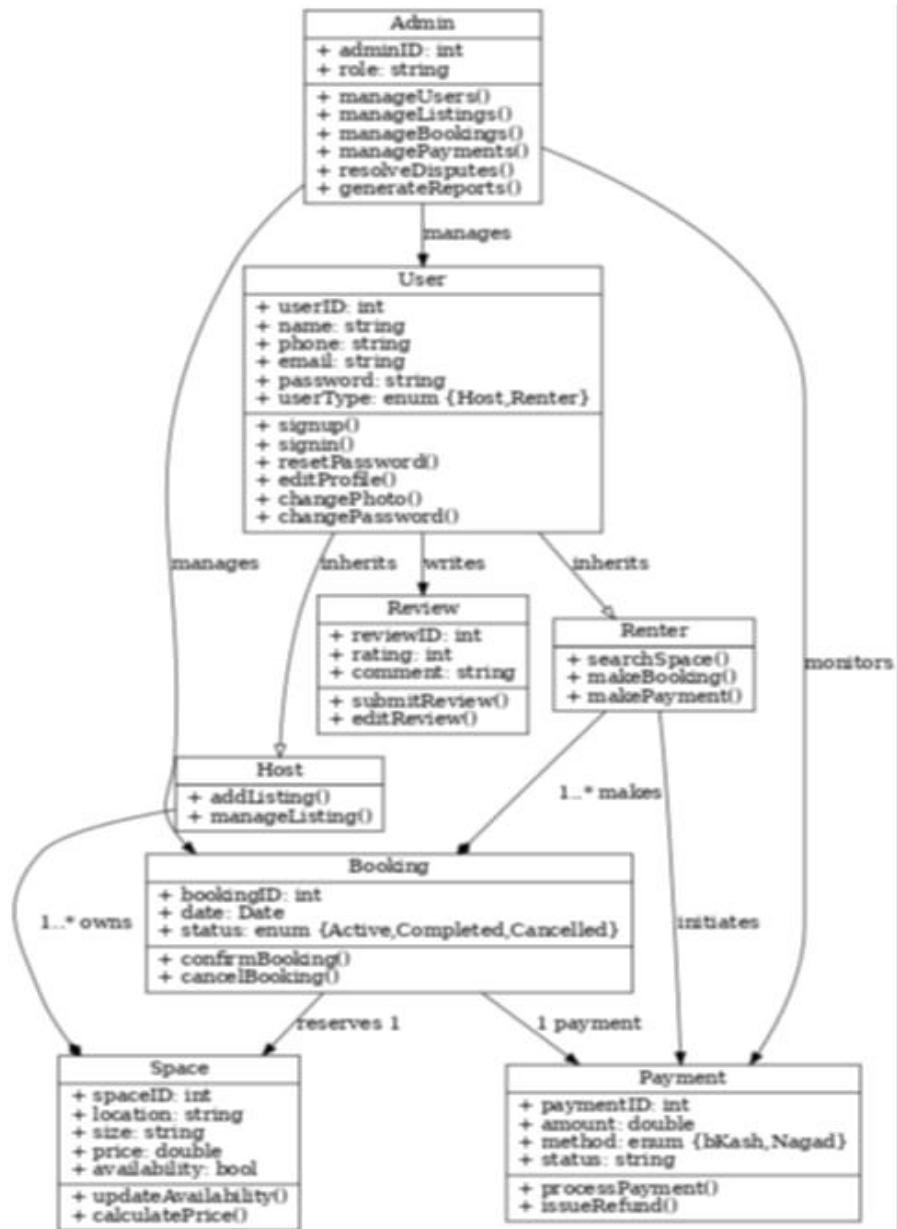 Admin
+ adminID: int
+ role: string
+ manageUsers()
+ manageListings()
+ manageBookings()
+ managePayments()
+ resolveDisputes()
+ generateReports()
manages
User
+ userID: int
+ name: string
+ phone: string
+ email: string
+ password: string
+ userType: enum {Host,Renter}
+ signup()
+ signin()
+ resetPassword()
+ editProfile()
+ changePhoto()
+ changePassword()
manages
inherits
writes
inherits
Review
+ reviewID: int
+ rating: int
+ comment: string
+ submitReview()
+ editReview()
Renter
+ searchSpace()
+ makeBooking()
+ makePayment()
monitors
Host
+ addListing()
+ manageListing()
1..* makes
Booking
+ bookingID: int
+ date: Date
+ status: enum {Active,Completed,Cancelled}
+ confirmBooking()
+ cancelBooking()
1..* owns
initiates
reserves 1
1 payment
Space
+ spaceID: int
+ location: string
+ size: string
+ price: double
+ availability: bool
+ updateAvailability()
+ calculatePrice()
Payment
+ paymentID: int
+ amount: double
+ method: enum {bKash,Nagad}
+ status: string
+ processPayment()
+ issueRefund()